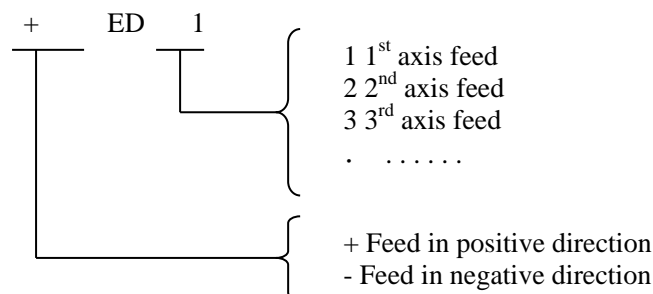 + ED 1
1 1st axis feed
2 2nd axis feed
3 3rd axis feed
. ......
+ Feed in positive direction
- Feed in negative direction